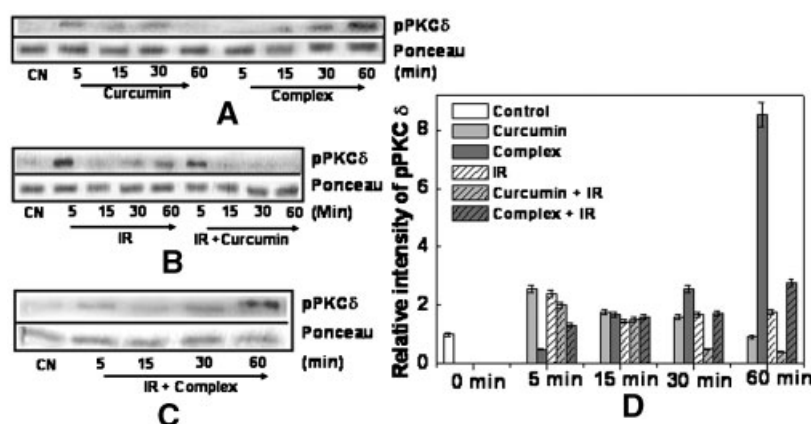 pPKCδ
Ponceau
CN 5 15 30 60 5 15 30 60 (min)
Curcumin Complex
A
pPKCδ
Ponceau
CN 5 15 30 60 5 15 30 60 (Min)
IR IR + Curcumin
B
pPKCδ
Ponceau
CN 5 15 30 60 (min)
IR + Complex
C
Relative intensity of pPKC δ
8
6
4
2
0
Control
Curcumin
Complex
IR
Curcumin + IR
Complex + IR
0 min 5 min 15 min 30 min 60 min
D